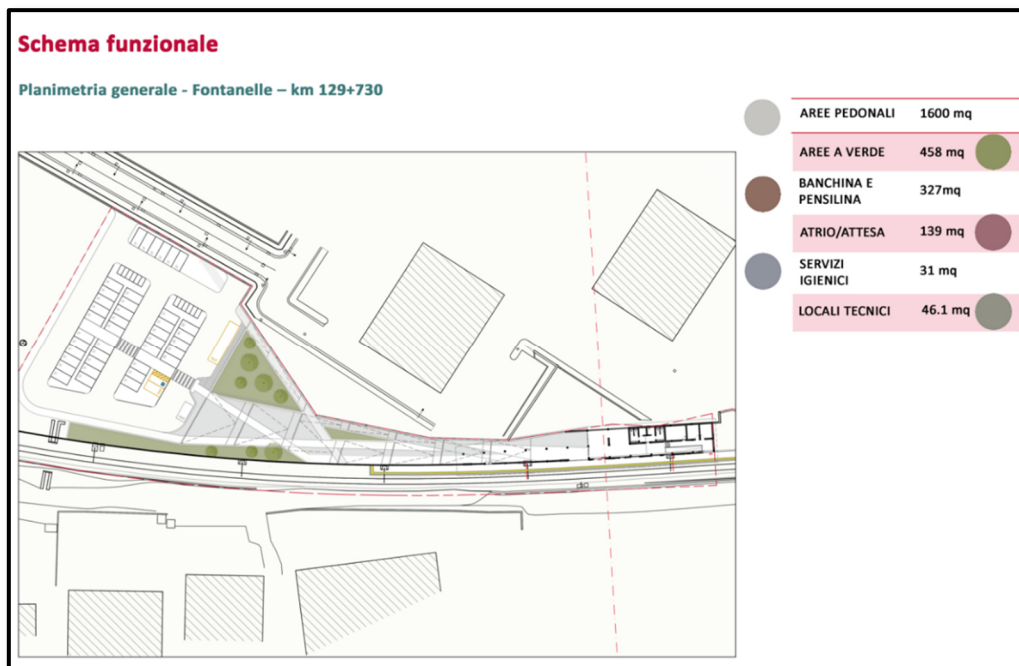 Schema funzionale
Planimetria generale - Fontanelle – km 129+730
AREE PEDONALI 1600 mq
AREE A VERDE 458 mq
BANCHINA E
PENSILINA 327mq
ATRIO/ATTESA 139 mq
SERVIZI
IGIENICI 31 mq
LOCALI TECNICI 46.1 mq